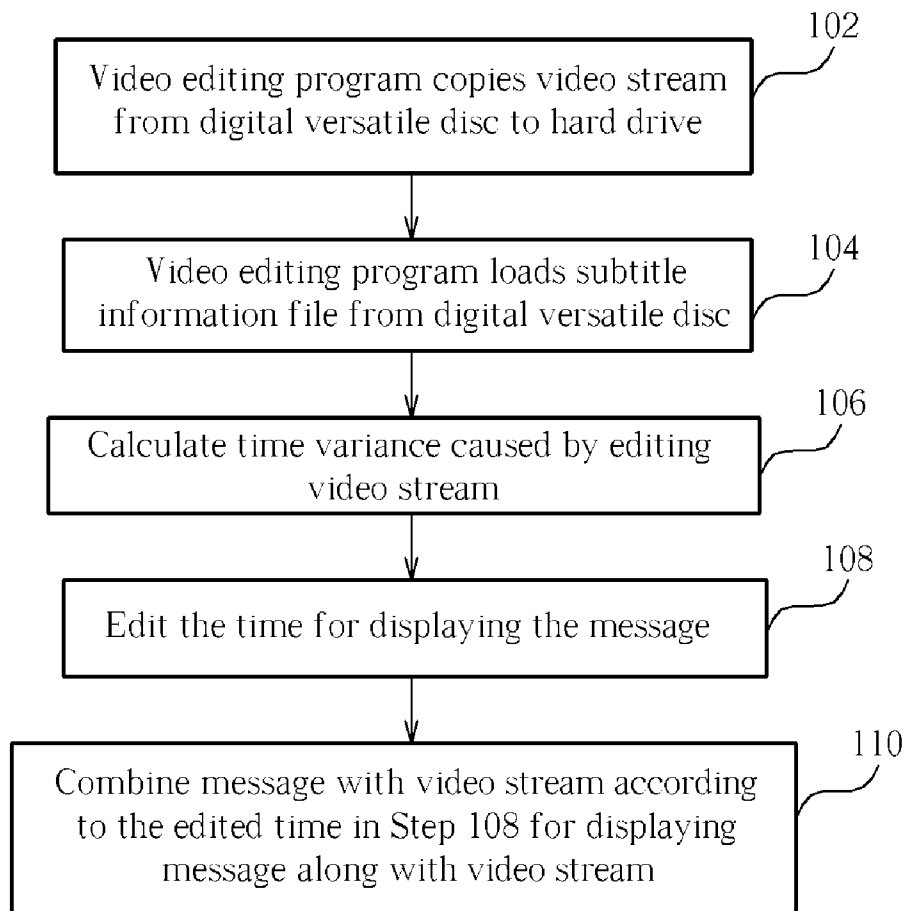 102
Video editing program copies video stream
from digital versatile disc to hard drive
104
Video editing program loads subtitle
information file from digital versatile disc
106
Calculate time variance caused by editing
video stream
108
Edit the time for displaying the message
110
Combine message with video stream according
to the edited time in Step 108 for displaying
message along with video stream